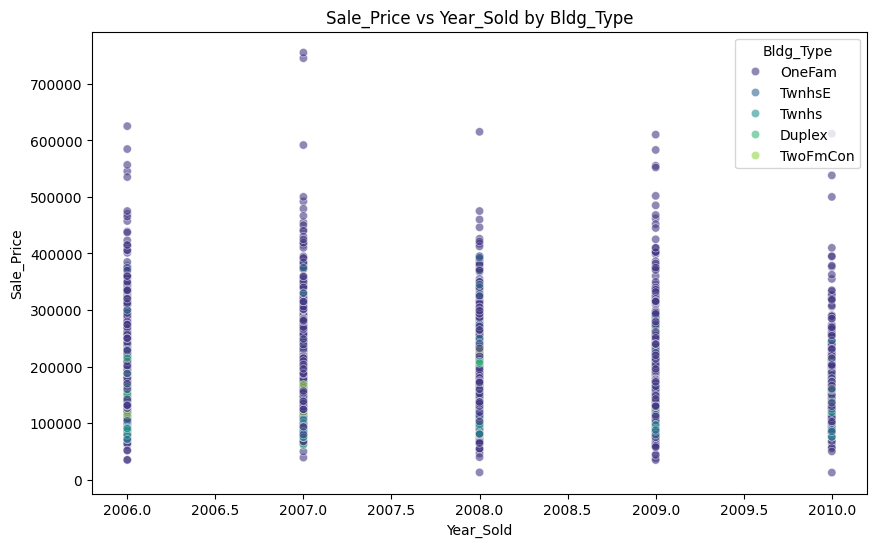 Sale_Price vs Year_Sold by Bldg_Type
Bldg_Type
OneFam
TwnhsE
Twnhs
Duplex
TwoFmCon
Sale_Price
700000
600000
500000
400000
300000
200000
100000
0
2006.0 2006.5 2007.0 2007.5 2008.0 2008.5 2009.0 2009.5 2010.0
Year_Sold